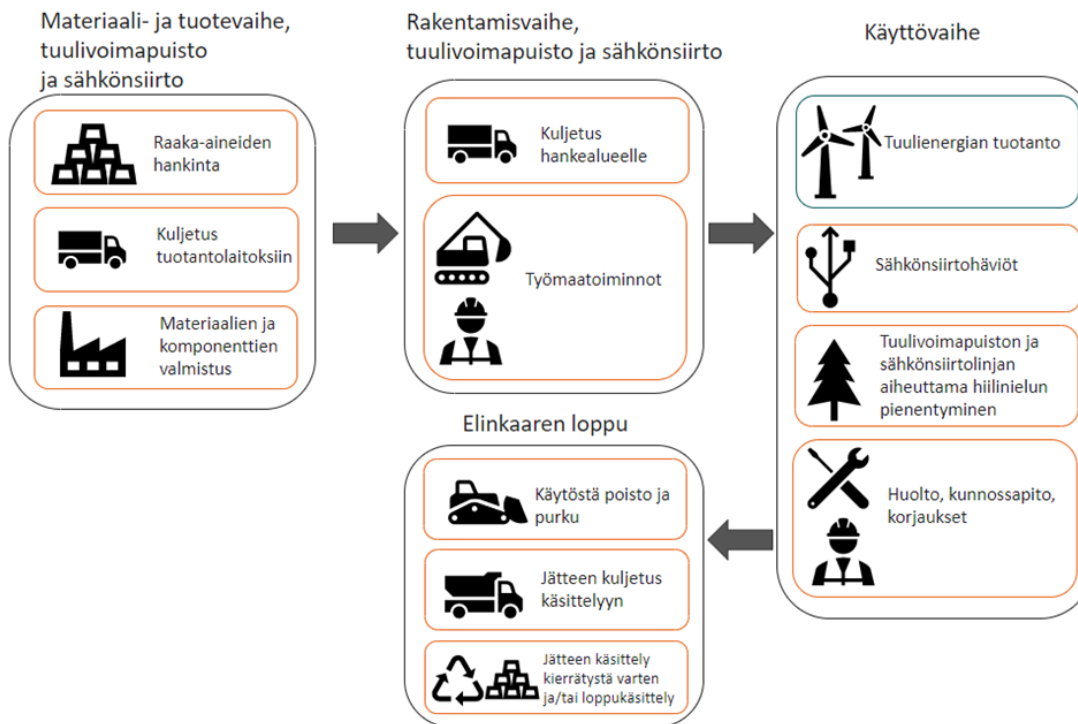 Materiaali- ja tuotevaihe,
tuulivoimapuisto
ja sähkönsiirto
Raaka-aineiden
hankinta
Kuljetus
tuotantolaitoksiin
Materiaalien ja
komponenttien
valmistus
Rakentamisvaihe,
tuulivoimapuisto ja sähkönsiirto
Kuljetus
hankealueelle
Työmaatoiminnot
Käyttövaihe
Tuulienergian tuotanto
Sähkönsiirtohäviöt
Tuulivoimapuiston ja
sähkönsiirtolinjan
aiheuttama hiilinielun
pienentyminen
Huolto, kunnossapito,
korjaukset
Elinkaaren loppu
Käytöstä poisto ja
purku
Jätteen kuljetus
käsittelyyn
Jätteen käsittely
kierrätystä varten
ja/tai loppukäsittely